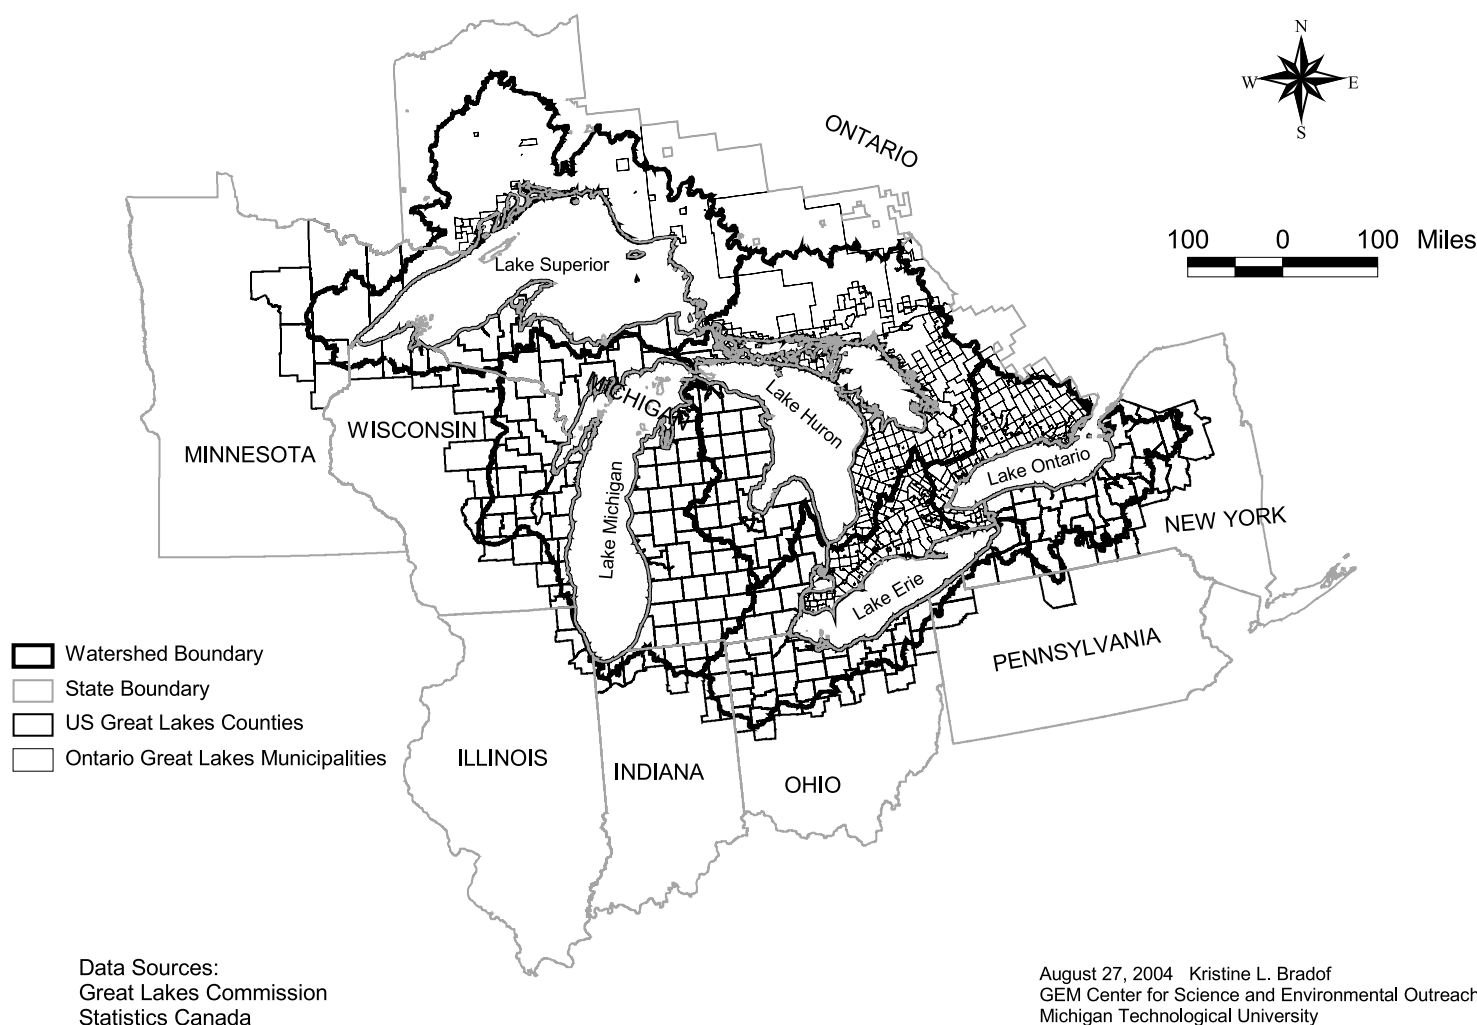 N
W E
S
ONTARIO
100 0 100 Miles
Lake Superior
MICHIGA
Lake Huron
WISCONSIN
MINNESOTA
Lake Ontario
Lake Michigan
NEW YORK
Lake Erie
PENNSYLVANIA
Watershed Boundary
State Boundary
US Great Lakes Counties
Ontario Great Lakes Municipalities
ILLINOIS
INDIANA
OHIO
Data Sources:
Great Lakes Commission
Statistics Canada
August 27, 2004 Kristine L. Bradof
GEM Center for Science and Environmental Outreach
Michigan Technological University